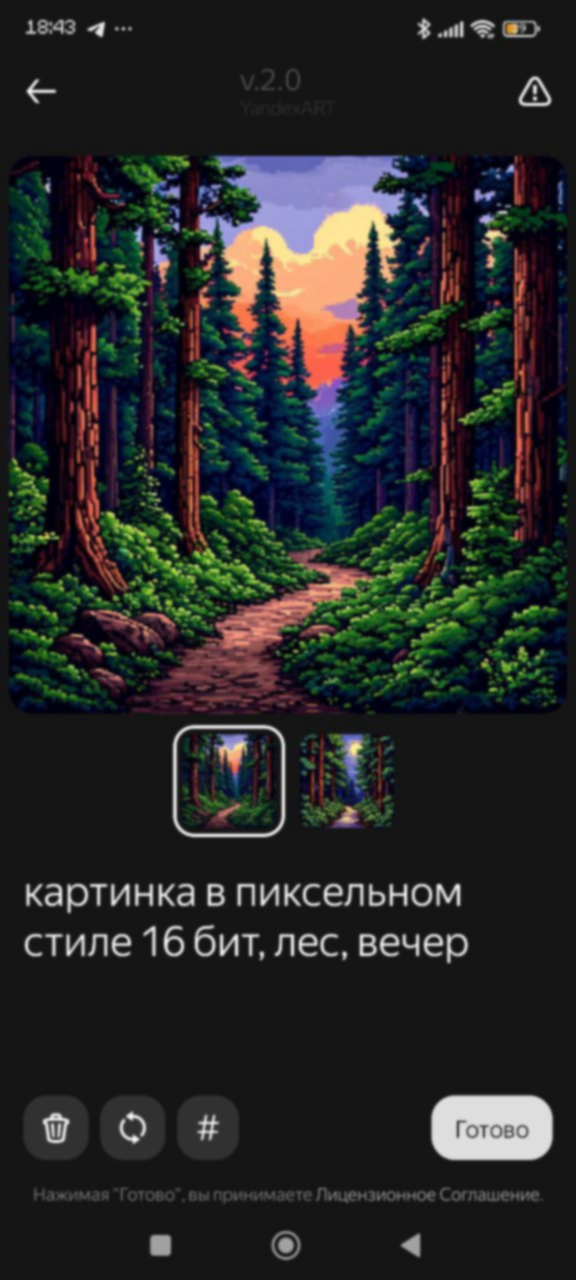 18:43
v.2.0
YandexART
картинка в пиксельном
стиле 16 бит, лес, вечер
#
Готово
Нажимая "Готово", вы принимаете Лицензионное Соглашение.